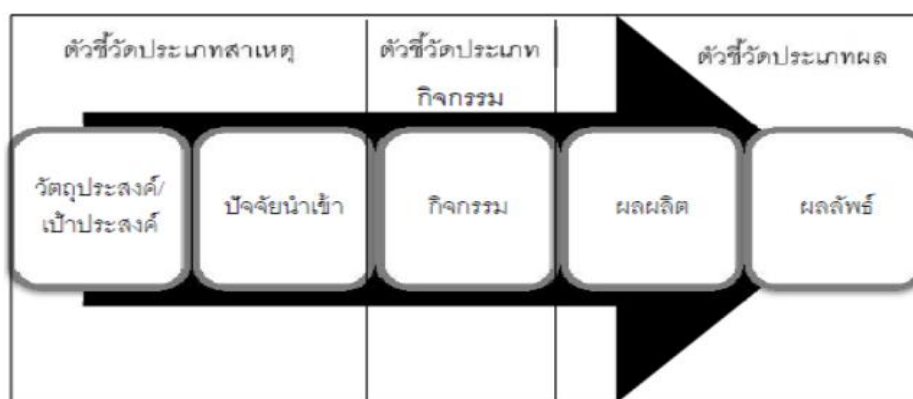 ตัวชี้วัดประเภทสาเหตุ
ตัวชี้วัดประเภท
กิจกรรม
ตัวชี้วัดประเภทผล
วัตถุประสงค์/
เป้าประสงค์
ปัจจัยนำเข้า
กิจกรรม
ผลผลิต
ผลลัพธ์